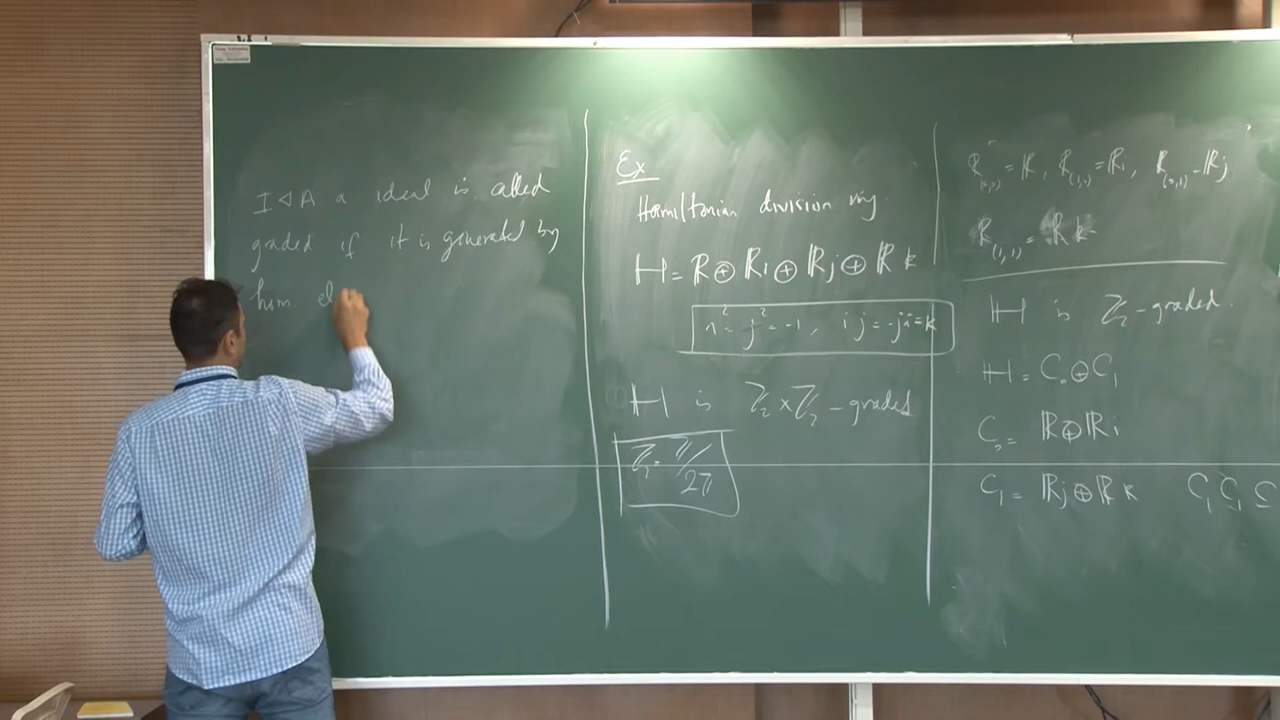 I ◁ A a ideal is called
graded if it is generated by
hom el
Ex
Hamiltonian division ring
H = R ⊕ Ri ⊕ Rj ⊕ Rk
i² = j² = -1, ij = -ji = k
H is Z₂ × Z₂ - graded
Z₂ = Z/2Z
R₍₀,₀₎ = R, R₍₁,₀₎ = Ri, R₍₀,₁₎ = Rj
R₍₁,₁₎ = Rk
H is Z₂-graded.
H = C₀ ⊕ C₁
C₀ = R ⊕ Ri
C₁ = Rj ⊕ Rk C₁ C₁ ⊆